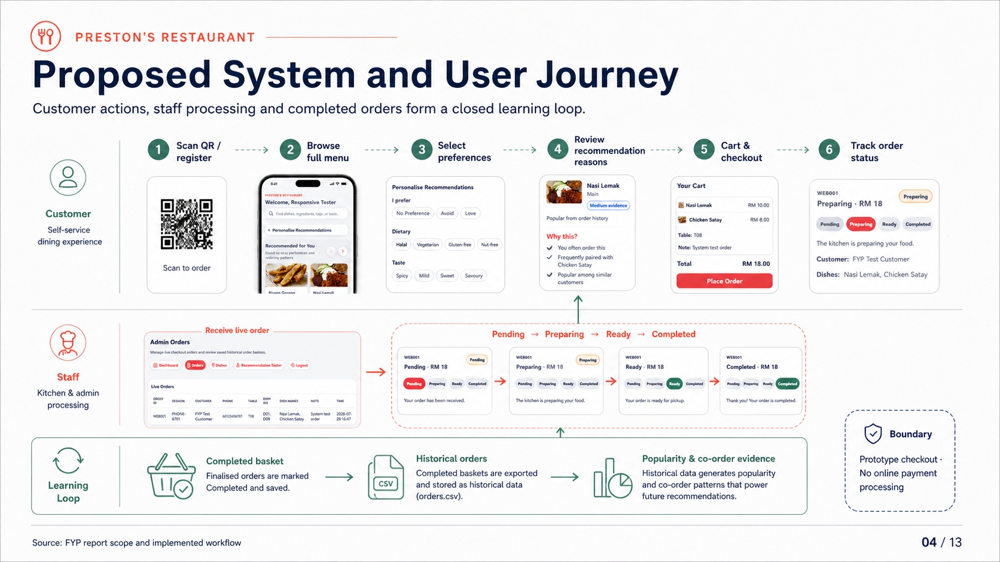 PRESTON'S RESTAURANT
Proposed System and User Journey
Customer actions, staff processing and completed orders form a closed learning loop.
Customer
Self-service
dining experience
1
Scan QR /
register
2
Browse
full menu
3
Select
preferences
4
Review
recommendation
reasons
5
Cart &
checkout
6
Track order
status
Scan to order
9:41
PRESTON'S RESTAURANT
Welcome, Responsive Tester
Find dishes, ingredients, tags, or taste...
Personalise Recommendations
Recommended for You
Based on your preferences and
ordering patterns
Pisang Goreng
Nasi Lemak
Personalise Recommendations
I prefer
No Preference
Avoid
Love
Dietary
Halal
Vegetarian
Gluten-free
Nut-free
Taste
Spicy
Mild
Sweet
Savoury
Nasi Lemak
Main
Medium evidence
Popular from order history
Why this?
You often order this
Frequently paired with
Chicken Satay
Popular among similar
customers
Your Cart
Nasi Lemak RM 10.00
Chicken Satay RM 8.00
Table: T08
Note: System test order
Total RM 18.00
Place Order
WEB001
Preparing
Preparing · RM 18
Pending
Preparing
Ready
Completed
The kitchen is preparing your food.
Customer: FYP Test Customer
Dishes: Nasi Lemak, Chicken Satay
Staff
Kitchen & admin
processing
Receive live order
Admin Orders
Manage live checkout orders and review saved historical order baskets.
Dashboard
Orders
Dishes
Recommendation Tester
Logout
Live Orders
ORDER
ID
SESSION
CUSTOMER
PHONE
TABLE
DISH
IDS
DISH NAMES
NOTE
TIME
WEB001
PHONE-
6701
FYP Test
Customer
60123456701
T08
D01,
D09
Nasi Lemak,
Chicken Satay
System test
order
2026-07-
29 16:47
Pending → Preparing → Ready → Completed
WEB001
Pending
Pending · RM 18
Pending
Preparing
Ready
Completed
Your order has been received.
WEB001
Preparing
Preparing · RM 18
Pending
Preparing
Ready
Completed
The kitchen is preparing your food.
WEB001
Ready · RM 18
Pending
Preparing
Ready
Completed
Your order is ready for pickup.
WEB001
Completed · RM 18
Pending
Preparing
Ready
Completed
Thank you! Your order is completed.
Learning
Loop
Completed basket
Finalised orders are marked
Completed and saved.
CSV
Historical orders
Completed baskets are exported
and stored as historical data
(orders.csv).
Popularity & co-order evidence
Historical data generates popularity
and co-order patterns that power
future recommendations.
Boundary
Prototype checkout ·
No online payment
processing
Source: FYP report scope and implemented workflow
04 / 13